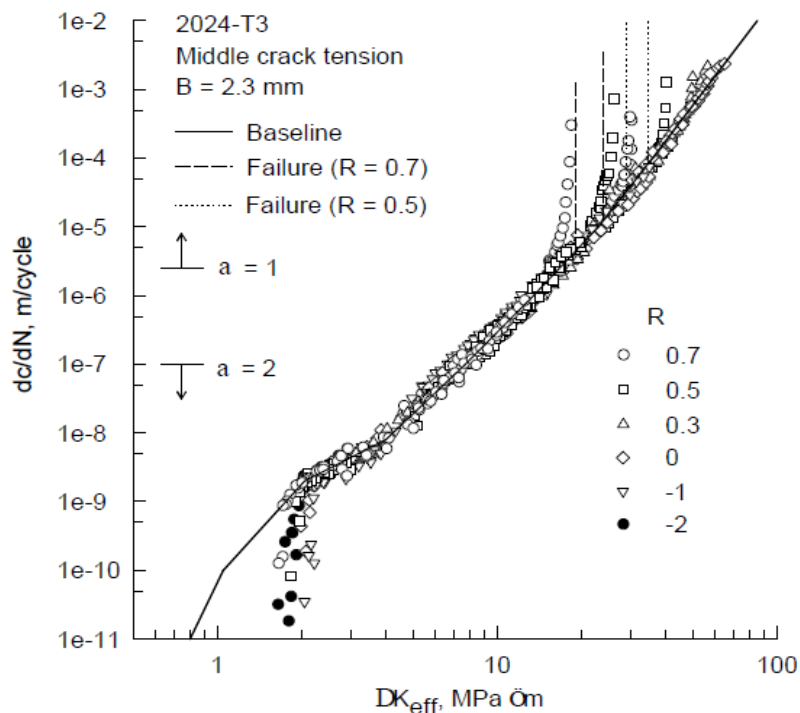 2024-T3
Middle crack tension
B = 2.3 mm
Baseline
Failure (R = 0.7)
Failure (R = 0.5)
a = 1
a = 2
R
0.7
0.5
0.3
0
-1
-2
1e-2
1e-3
1e-4
1e-5
1e-6
1e-7
1e-8
1e-9
1e-10
1e-11
dc/dN, m/cycle
1
10
100
DKeff, MPa Öm